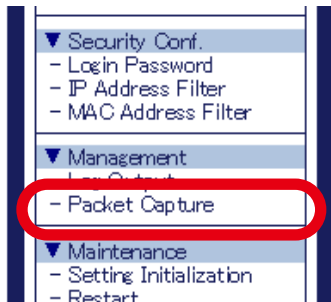 ▼ Security Conf.
- Login Password
- IP Address Filter
- MAC Address Filter
▼ Management
- Log Output
- Packet Capture
▼ Maintenance
- Setting Initialization
- Restart